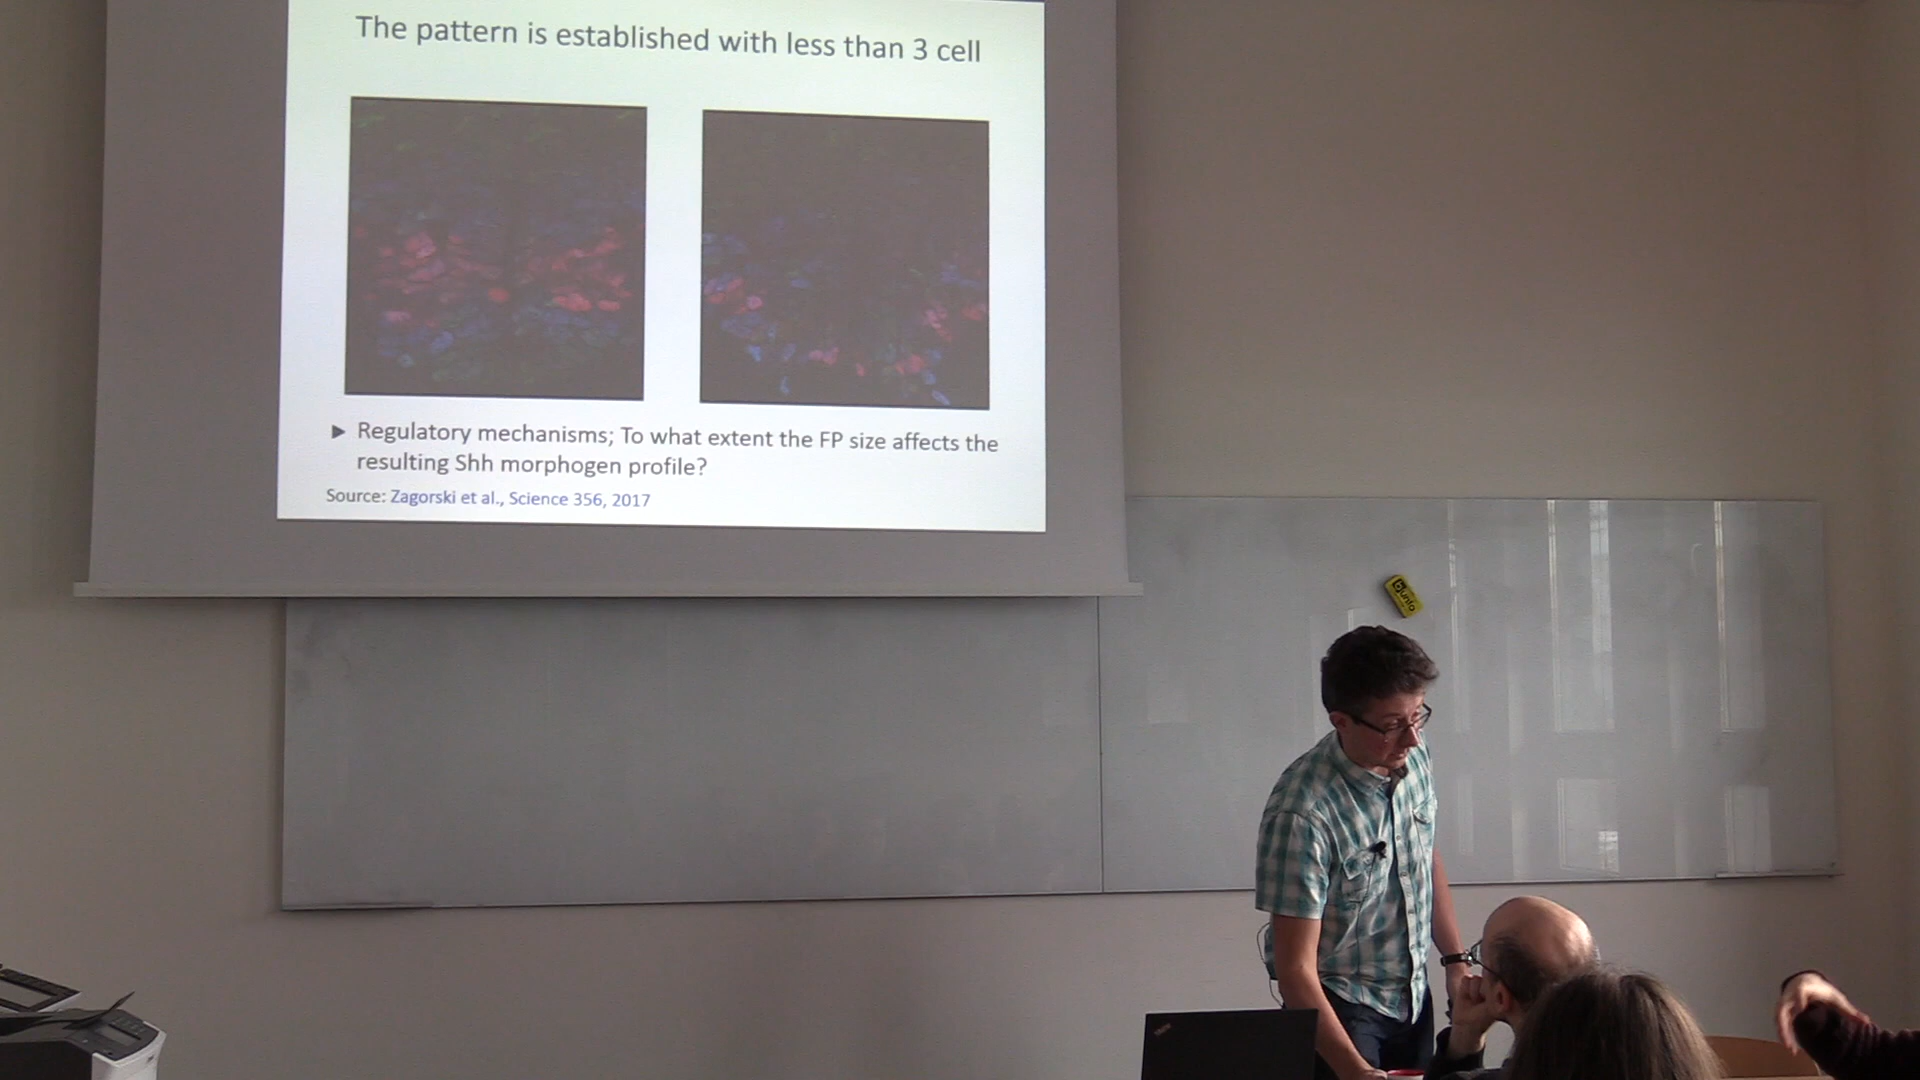 The pattern is established with less than 3 cell
► Regulatory mechanisms; To what extent the FP size affects the
resulting Shh morphogen profile?
Source: Zagorski et al., Science 356, 2017